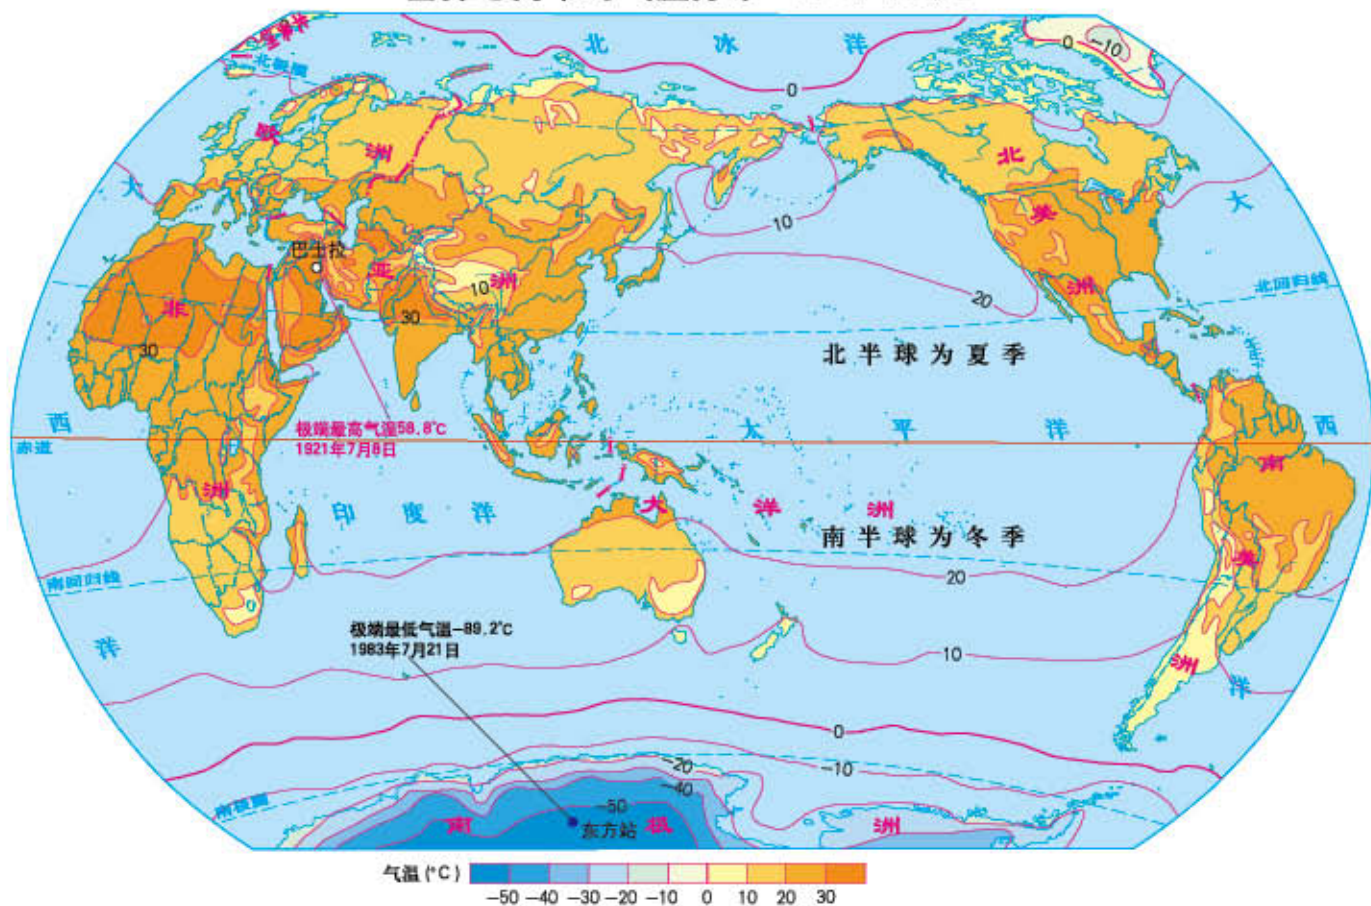 北 冰 洋
0
-10
0
北极圈
欧
洲
北
大
大
10
美
巴士拉
亚
洲
洲
10
20
北回归线
非
30
30
北 半 球 为 夏 季
极端最高气温58.8℃
1921年7月8日
西
太 平 洋
西
赤道
南
洲
印 度 洋
大 洋 洲
南 半 球 为 冬 季
美
南回归线
20
0
极端最低气温-89.2℃
1983年7月21日
洋
10
洲
洋
0
-10
-20
-40
南极圈
-50
南 极 洲
东方站
气温(°C)
-50 -40 -30 -20 -10 0 10 20 30